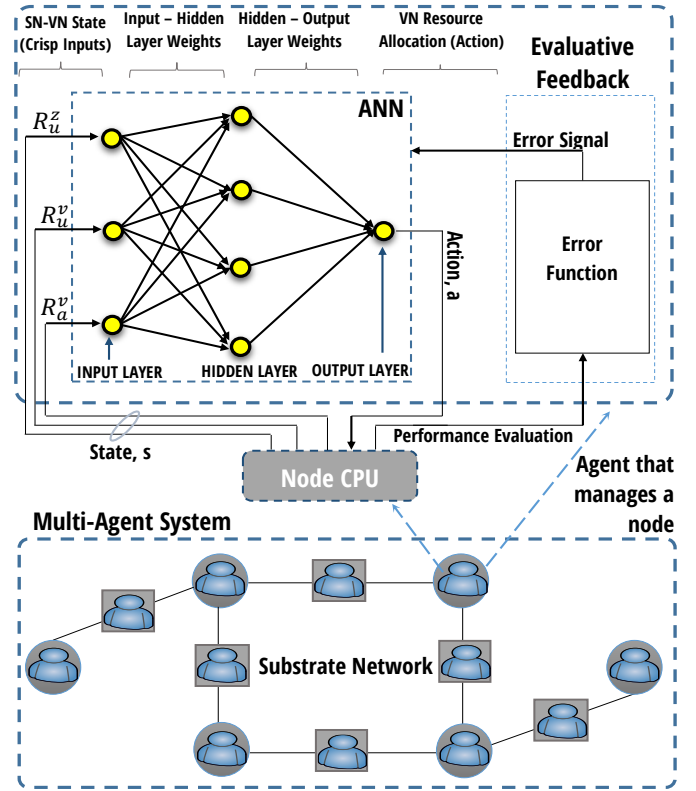 SN-VN State
(Crisp Inputs)
Input – Hidden
Layer Weights
Hidden – Output
Layer Weights
VN Resource
Allocation (Action)
Evaluative
Feedback
ANN
R_u^z
R_u^v
R_a^v
Error Signal
Error
Function
Action, a
INPUT LAYER
HIDDEN LAYER
OUTPUT LAYER
State, s
Performance Evaluation
Node CPU
Agent that
manages a
node
Multi-Agent System
Substrate Network